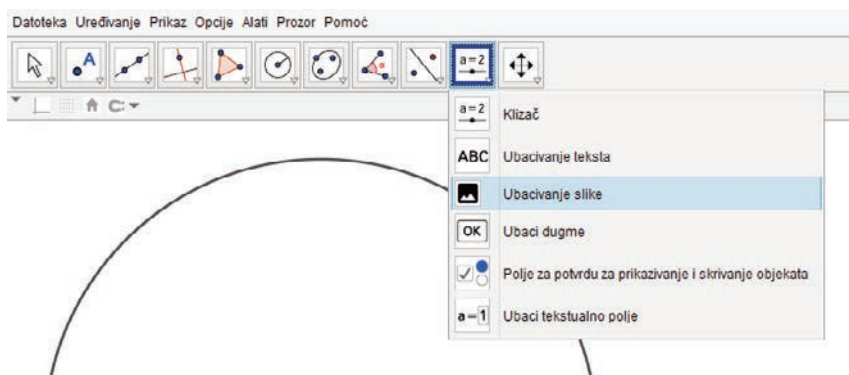 Datoteka Uređivanje Prikaz Opcije Alati Prozor Pomoć
A
a=2
C:
a=2 Klizač
ABC Ubacivanje teksta
Ubacivanje slike
OK Ubaci dugme
Polje za potvrdu za prikazivanje i skrivanje objekata
a=1 Ubaci tekstualno polje